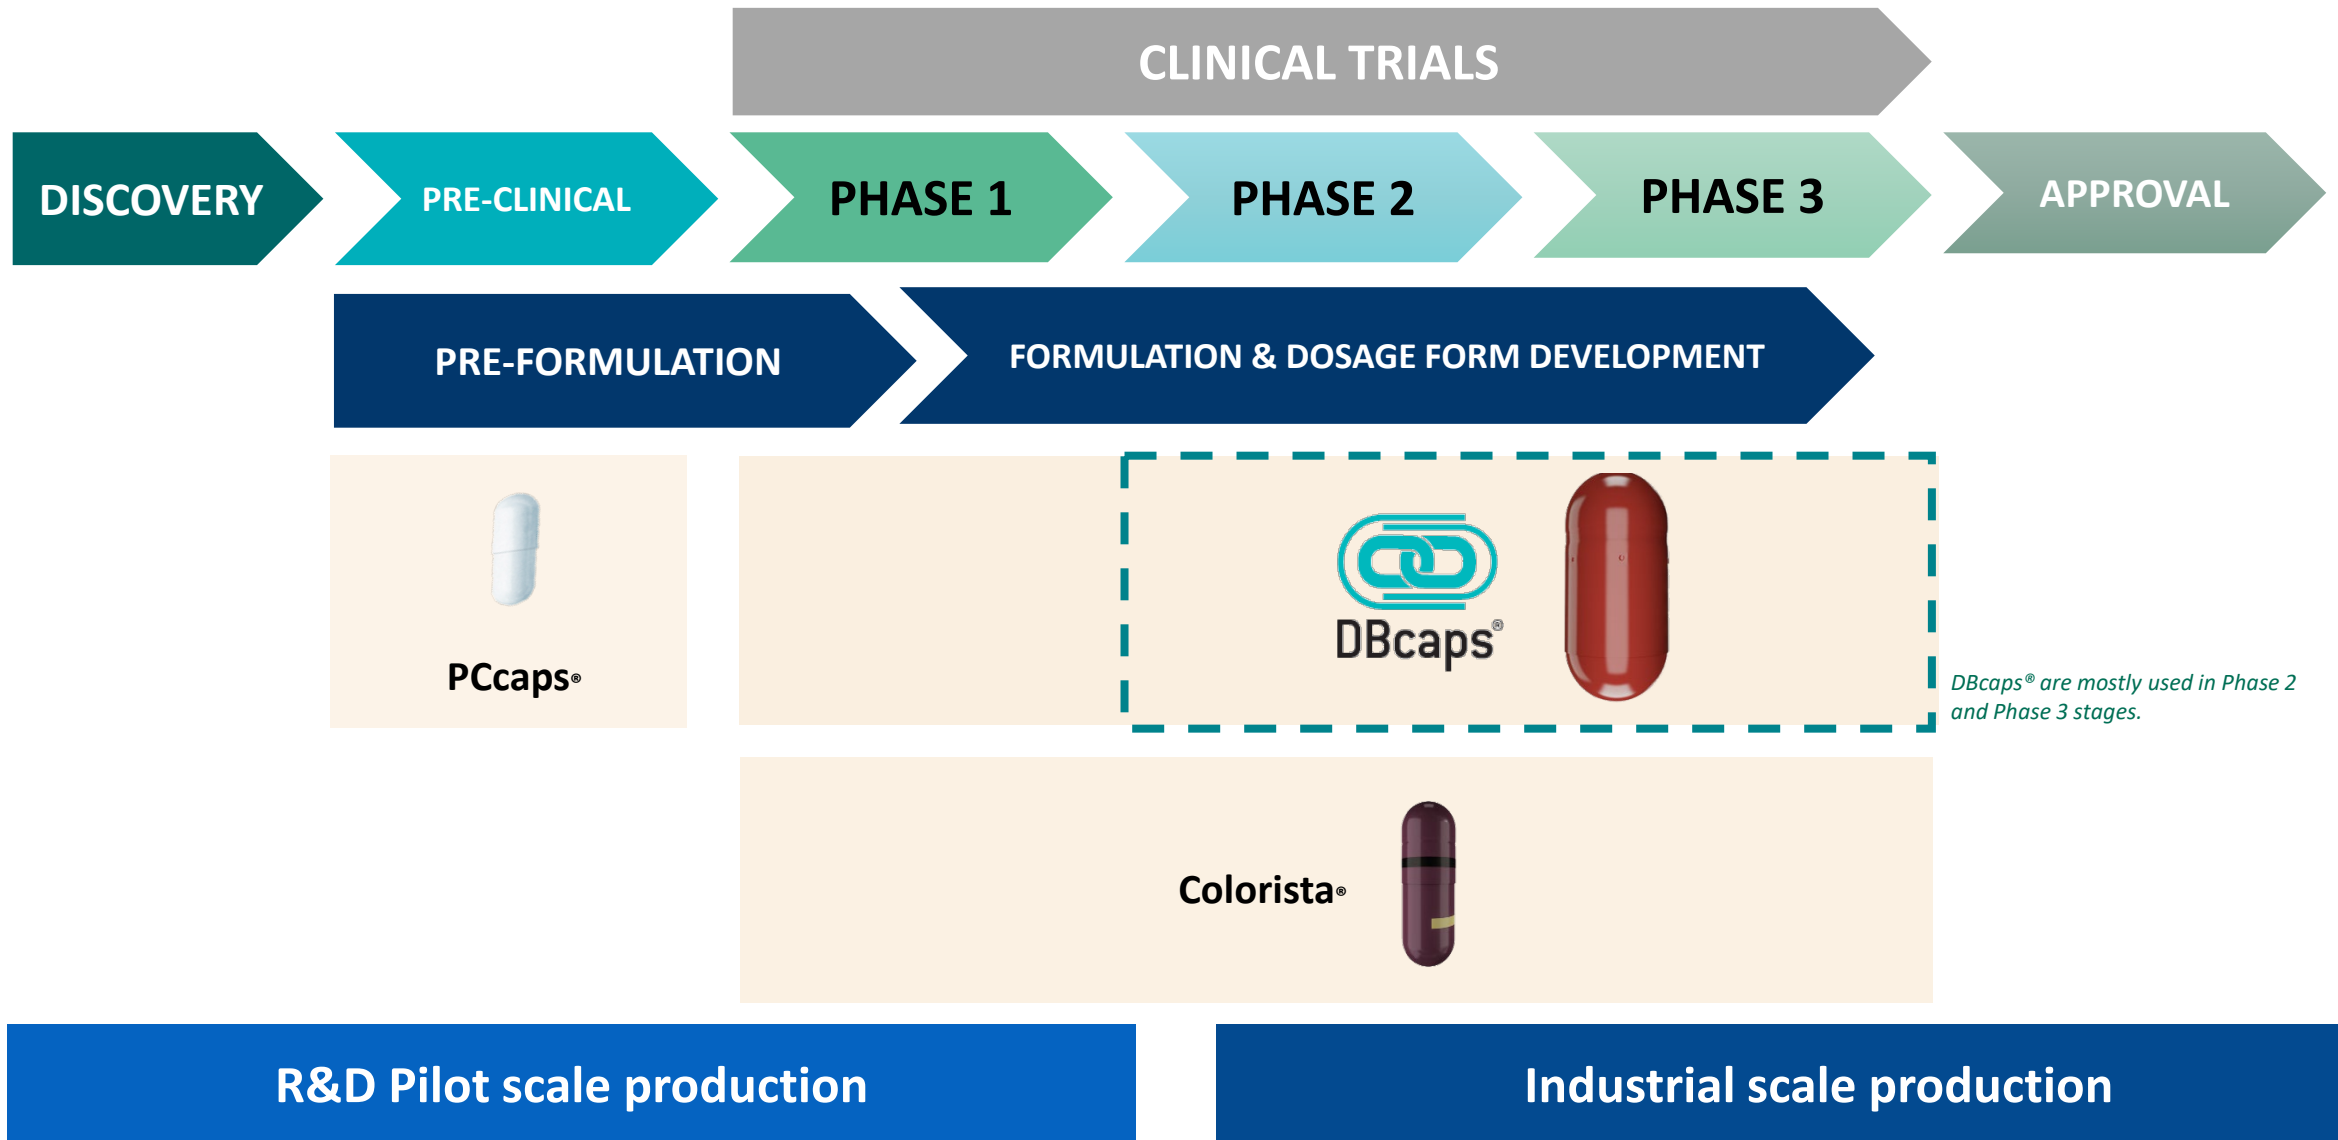 CLINICAL TRIALS
DISCOVERY
PRE-CLINICAL
PHASE 1
PHASE 2
PHASE 3
APPROVAL
PRE-FORMULATION
FORMULATION & DOSAGE FORM DEVELOPMENT
PCcaps®
DBcaps®
DBcaps® are mostly used in Phase 2
and Phase 3 stages.
Colorista®
R&D Pilot scale production
Industrial scale production